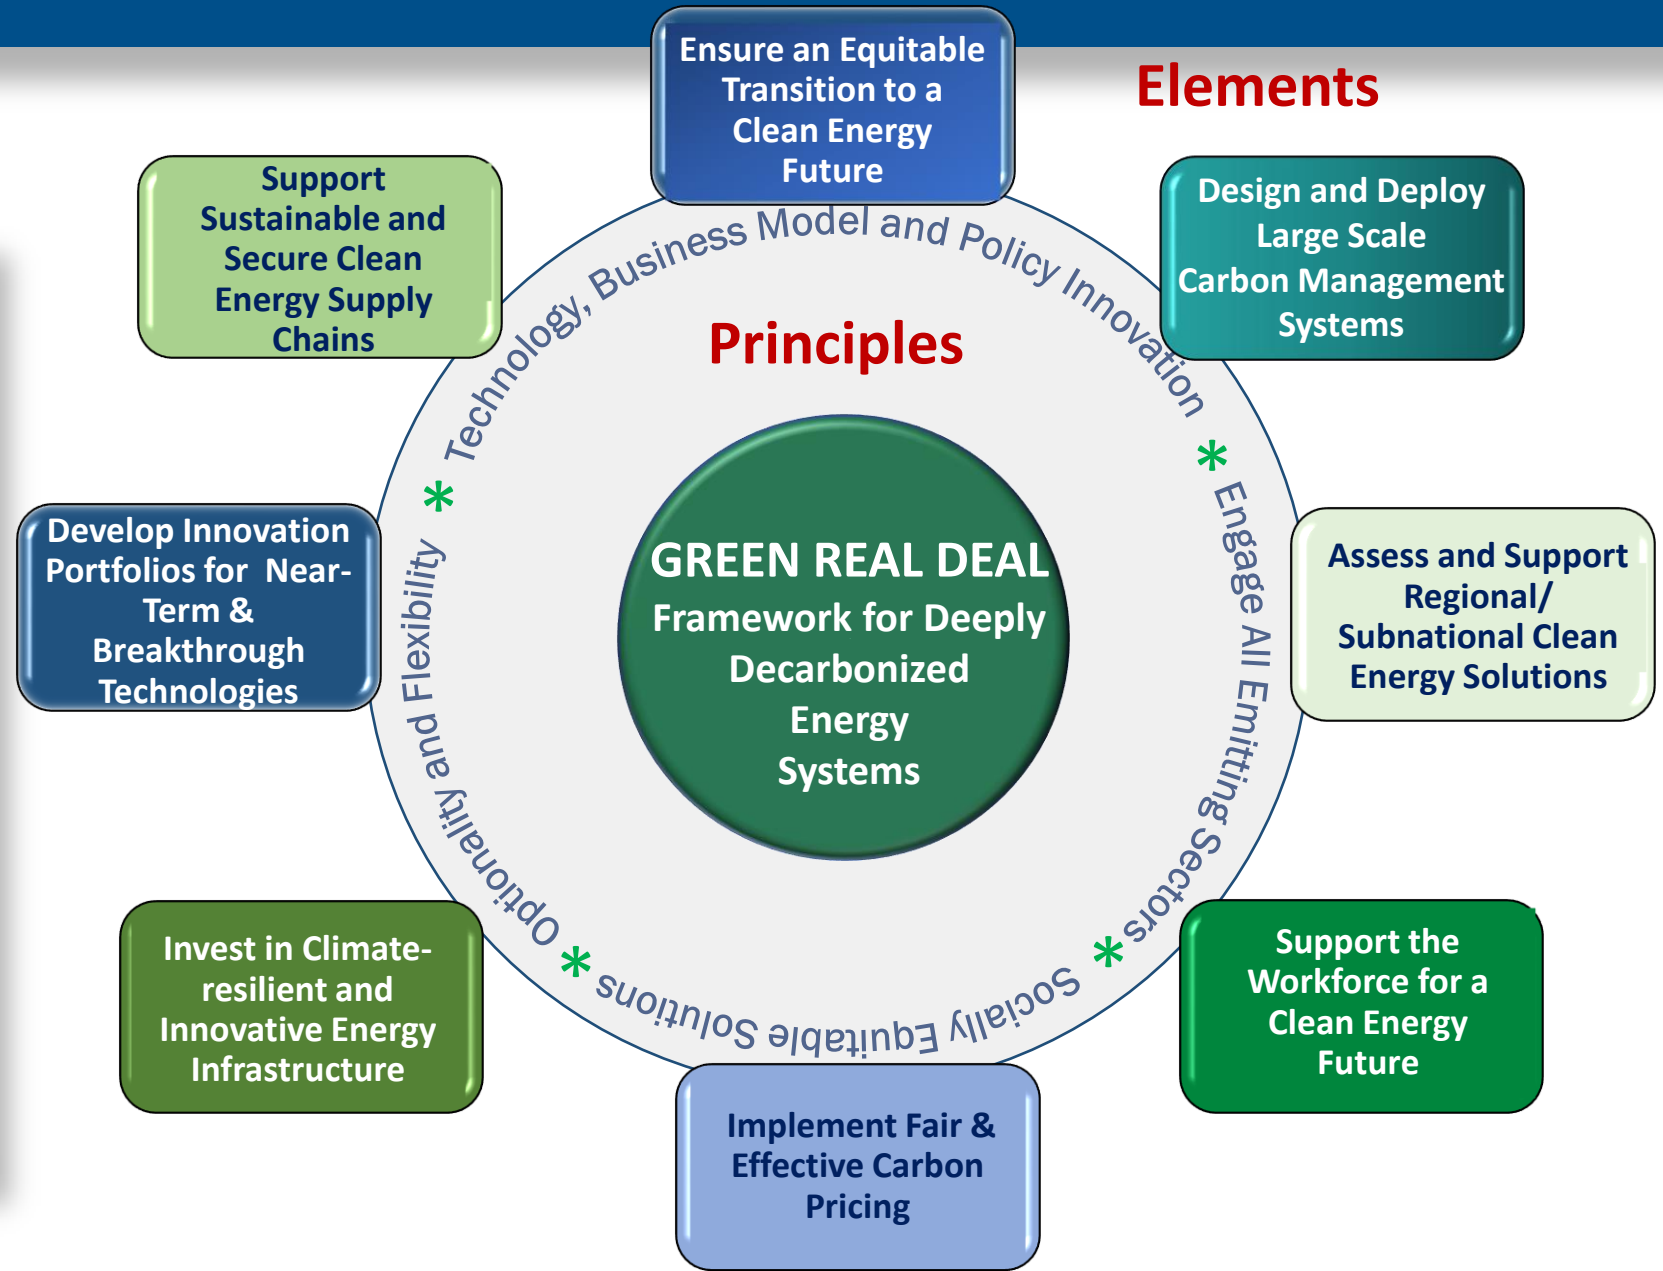 Ensure an Equitable
Transition to a
Clean Energy
Future
Elements
Support
Sustainable and
Secure Clean
Energy Supply
Chains
Design and Deploy
Large Scale
Carbon Management
Systems
Technology, Business Model and Policy Innovation
* Engage All Emitting Sectors
* Socially Equitable Solutions
* Optionality and Flexibility *
Principles
GREEN REAL DEAL
Framework for Deeply
Decarbonized
Energy
Systems
Develop Innovation
Portfolios for Near-
Term &
Breakthrough
Technologies
Assess and Support
Regional/
Subnational Clean
Energy Solutions
Invest in Climate-
resilient and
Innovative Energy
Infrastructure
Support the
Workforce for a
Clean Energy
Future
Implement Fair &
Effective Carbon
Pricing